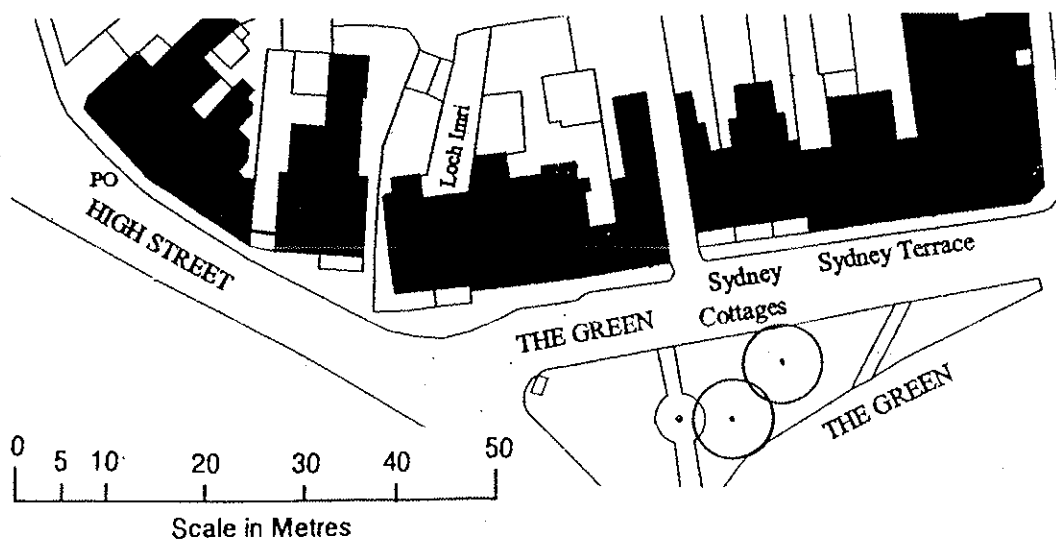 PO
HIGH STREET
Loch Imri
THE GREEN
Sydney
Cottages
Sydney Terrace
THE GREEN
0 5 10 20 30 40 50
Scale in Metres